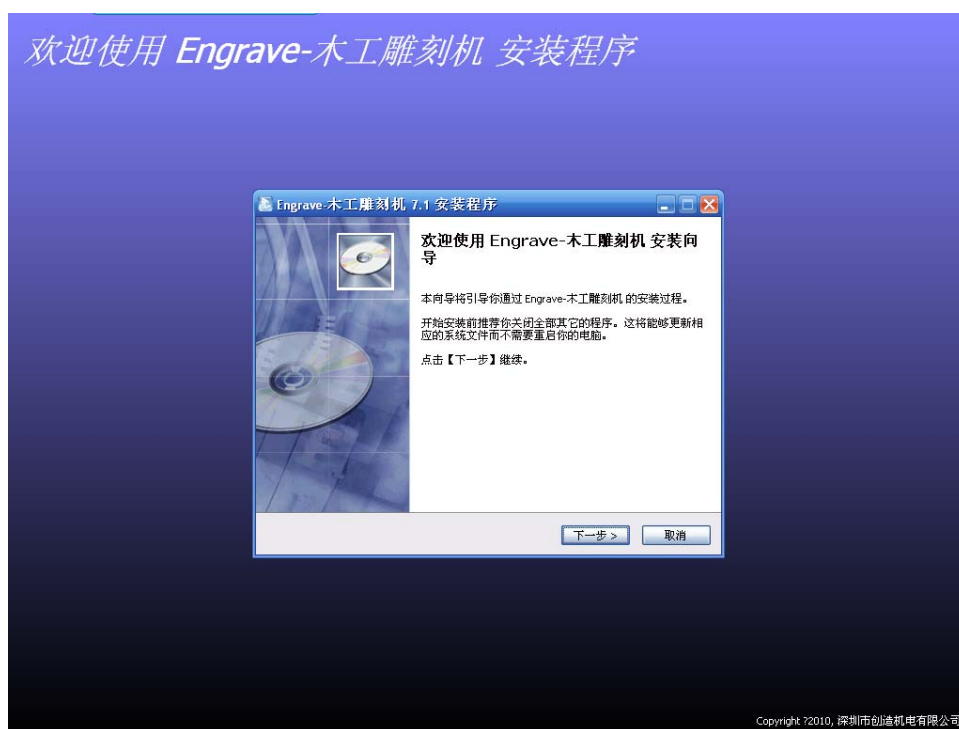 欢迎使用 Engrave-木工雕刻机 安装程序
Engrave-木工雕刻机 7.1 安装程序
欢迎使用 Engrave-木工雕刻机 安装向
导
本向导将引导你通过 Engrave-木工雕刻机 的安装过程。
开始安装前推荐你关闭全部其它的程序。这将能够更新相
应的系统文件而不需要重启你的电脑。
点击【下一步】继续。
下一步 >
取消
Copyright ?2010, 深圳市创造机电有限公司